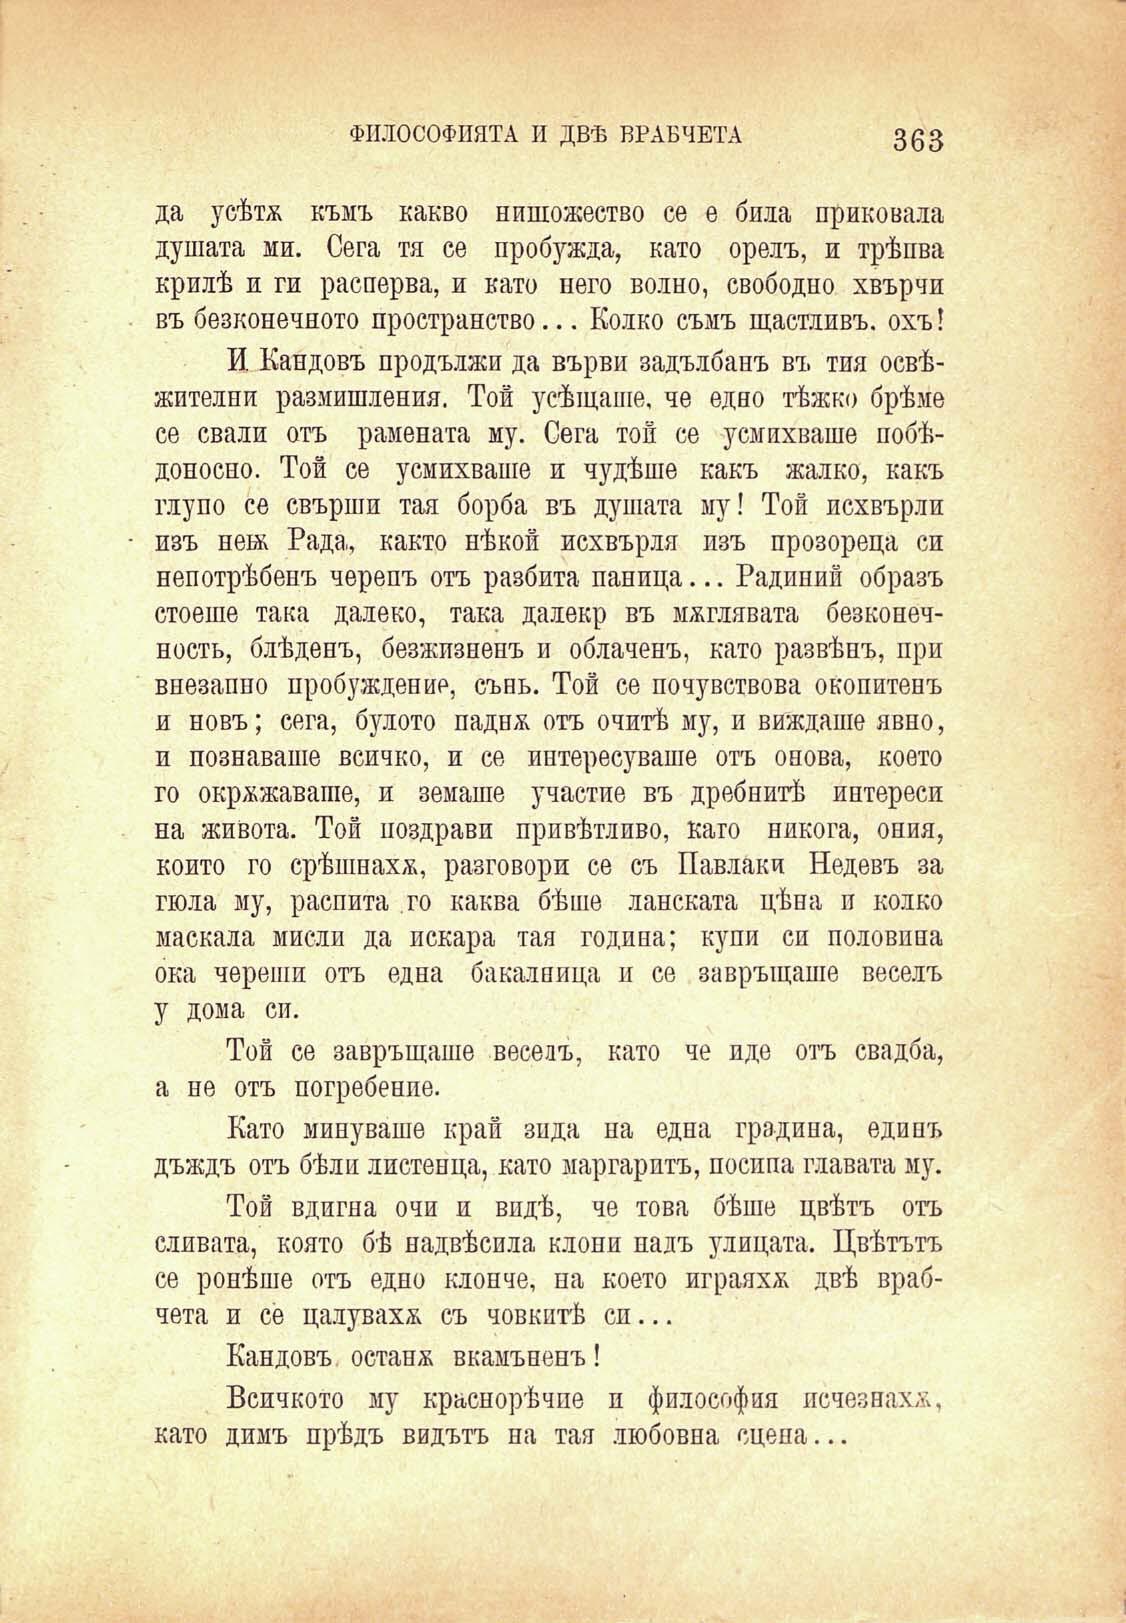 ФИЛОСОФИЯТА И ДВѢ ВРАБЧЕТА 363
да усѣтѫ къмъ какво нищожество се е била прикована
душата ми. Сега тя се пробужда, като орелъ, и трѣпва
крилѣ и ги расперва, и като него волно, свободно хвърчи
въ безконечното пространство... Колко съмъ щастливъ. охъ!
И Кандовъ продължи да върви задълбанъ въ тия освѣ-
жителни размишления. Той усѣщаше, че едно тѣжко брѣме
се свали отъ рамената му. Сега той се усмихваше побѣ-
доносно. Той се усмихваше и чудѣше какъ жалко, какъ
глупо се свърши тая борба въ душата му! Той исхвърли
изъ неѭ Рада, както нѣкой исхвърля изъ прозореца си
непотрѣбенъ черепъ отъ разбита паница... Радиний образъ
стоеше така далеко, така далекр въ мѫглявата безконеч-
ность, блѣденъ, безжизненъ и облаченъ, като развѣнъ, при
внезапно пробуждение, сънь. Той се почувствова окопитенъ
и новъ; сега, булото паднѫ отъ очитѣ му, и виждаше явно,
и познаваше всичко, и се интересуваше отъ онова, което
го окрѫжаваше, и земаше участие въ дребнитѣ интереси
на живота. Той поздрави привѣтливо, като никога, ония,
които го срѣшнахѫ, разговори се съ Павлаки Недевъ за
гюла му, распита го каква бѣше ланската цѣна и колко
маскала мисли да искара тая година; купи си половина
ока череши отъ една бакалница и се завръщаше веселъ
у дома си.
Той се завръщаше веселъ, като че иде отъ свадба,
а не отъ погребение.
Като минуваше край зида на една градина, единъ
дъждъ отъ бѣли листенца, като маргаритъ, посипа главата му.
Той вдигна очи и видѣ, че това бѣше цвѣтъ отъ
сливата, която бѣ надвѣсила клони надъ улицата. Цвѣтътъ
се ронѣше отъ едно клонче, на което играяхѫ двѣ враб-
чета и се цалувахѫ съ човкитѣ си...
Кандовъ останѫ вкамъненъ!
Всичкото му краснорѣчие и философия исчезнахѫ,
като димъ прѣдъ видътъ на тая любовна сцена...